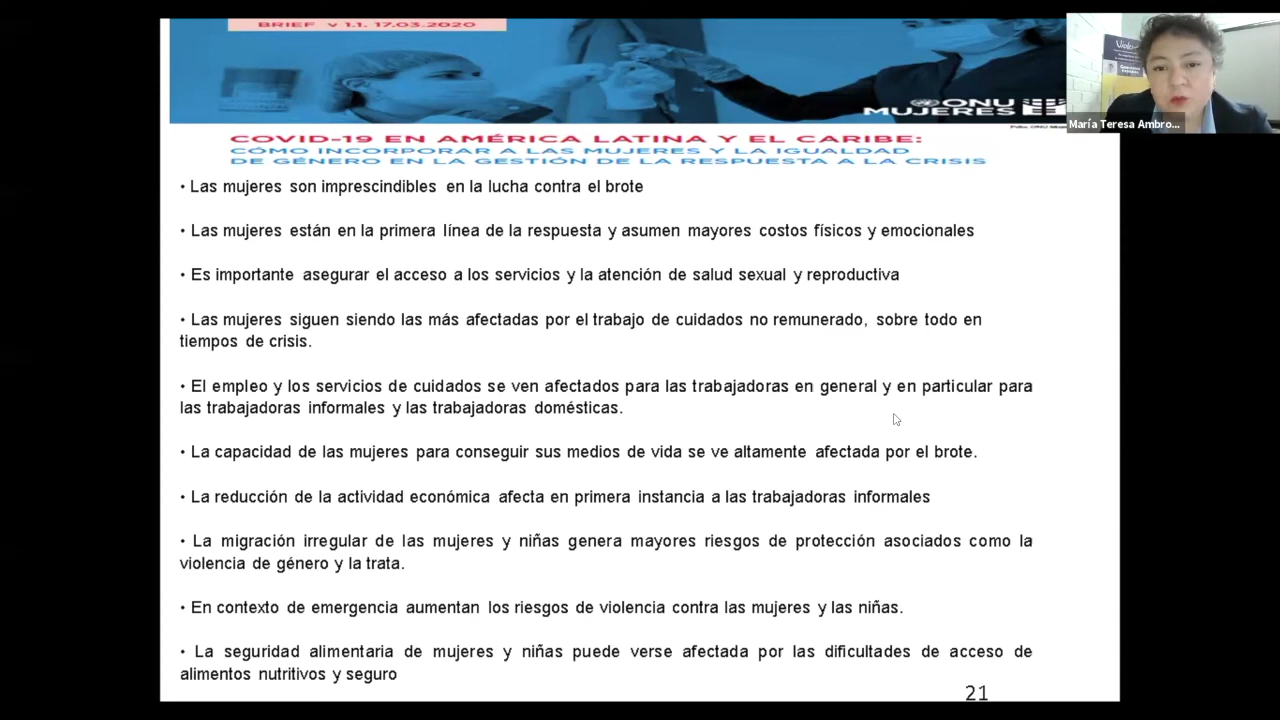 BRIEF v 1.1. 17.03.2020
ONU
MUJERES
María Teresa Ambro...
COVID-19 EN AMÉRICA LATINA Y EL CARIBE:
CÓMO INCORPORAR A LAS MUJERES Y LA IGUALDAD
DE GÉNERO EN LA GESTIÓN DE LA RESPUESTA A LA CRISIS
• Las mujeres son imprescindibles en la lucha contra el brote
• Las mujeres están en la primera línea de la respuesta y asumen mayores costos físicos y emocionales
• Es importante asegurar el acceso a los servicios y la atención de salud sexual y reproductiva
• Las mujeres siguen siendo las más afectadas por el trabajo de cuidados no remunerado, sobre todo en
tiempos de crisis.
• El empleo y los servicios de cuidados se ven afectados para las trabajadoras en general y en particular para
las trabajadoras informales y las trabajadoras domésticas.
• La capacidad de las mujeres para conseguir sus medios de vida se ve altamente afectada por el brote.
• La reducción de la actividad económica afecta en primera instancia a las trabajadoras informales
• La migración irregular de las mujeres y niñas genera mayores riesgos de protección asociados como la
violencia de género y la trata.
• En contexto de emergencia aumentan los riesgos de violencia contra las mujeres y las niñas.
• La seguridad alimentaria de mujeres y niñas puede verse afectada por las dificultades de acceso de
alimentos nutritivos y seguro
21